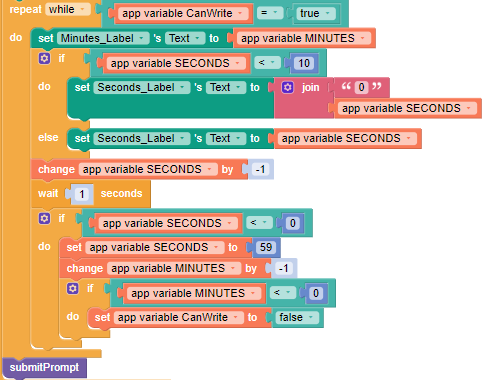 repeat while app variable CanWrite = true
do set Minutes_Label 's Text to app variable MINUTES
if app variable SECONDS < 10
do set Seconds_Label 's Text to join “ 0 ”
app variable SECONDS
else set Seconds_Label 's Text to app variable SECONDS
change app variable SECONDS by -1
wait 1 seconds
if app variable SECONDS < 0
do set app variable SECONDS to 59
change app variable MINUTES by -1
if app variable MINUTES < 0
do set app variable CanWrite to false
submitPrompt